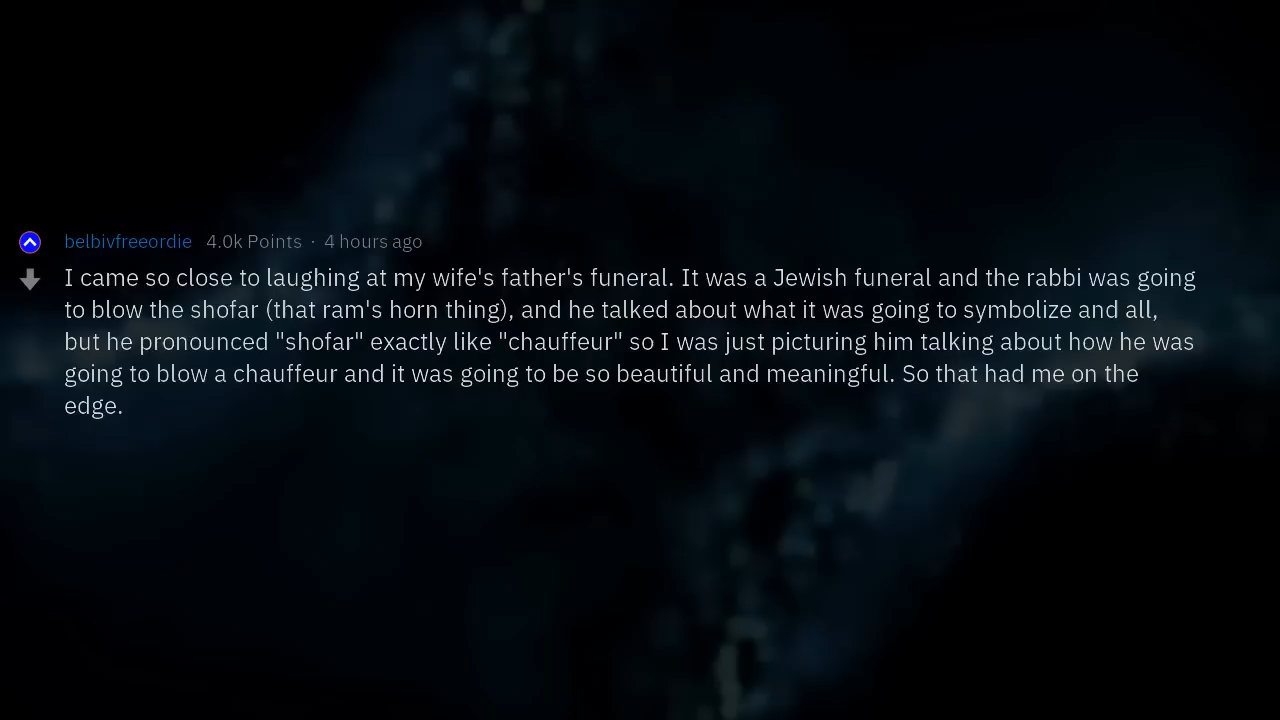 belbivfreeordie 4.0k Points · 4 hours ago
I came so close to laughing at my wife's father's funeral. It was a Jewish funeral and the rabbi was going
to blow the shofar (that ram's horn thing), and he talked about what it was going to symbolize and all,
but he pronounced "shofar" exactly like "chauffeur" so I was just picturing him talking about how he was
going to blow a chauffeur and it was going to be so beautiful and meaningful. So that had me on the
edge.